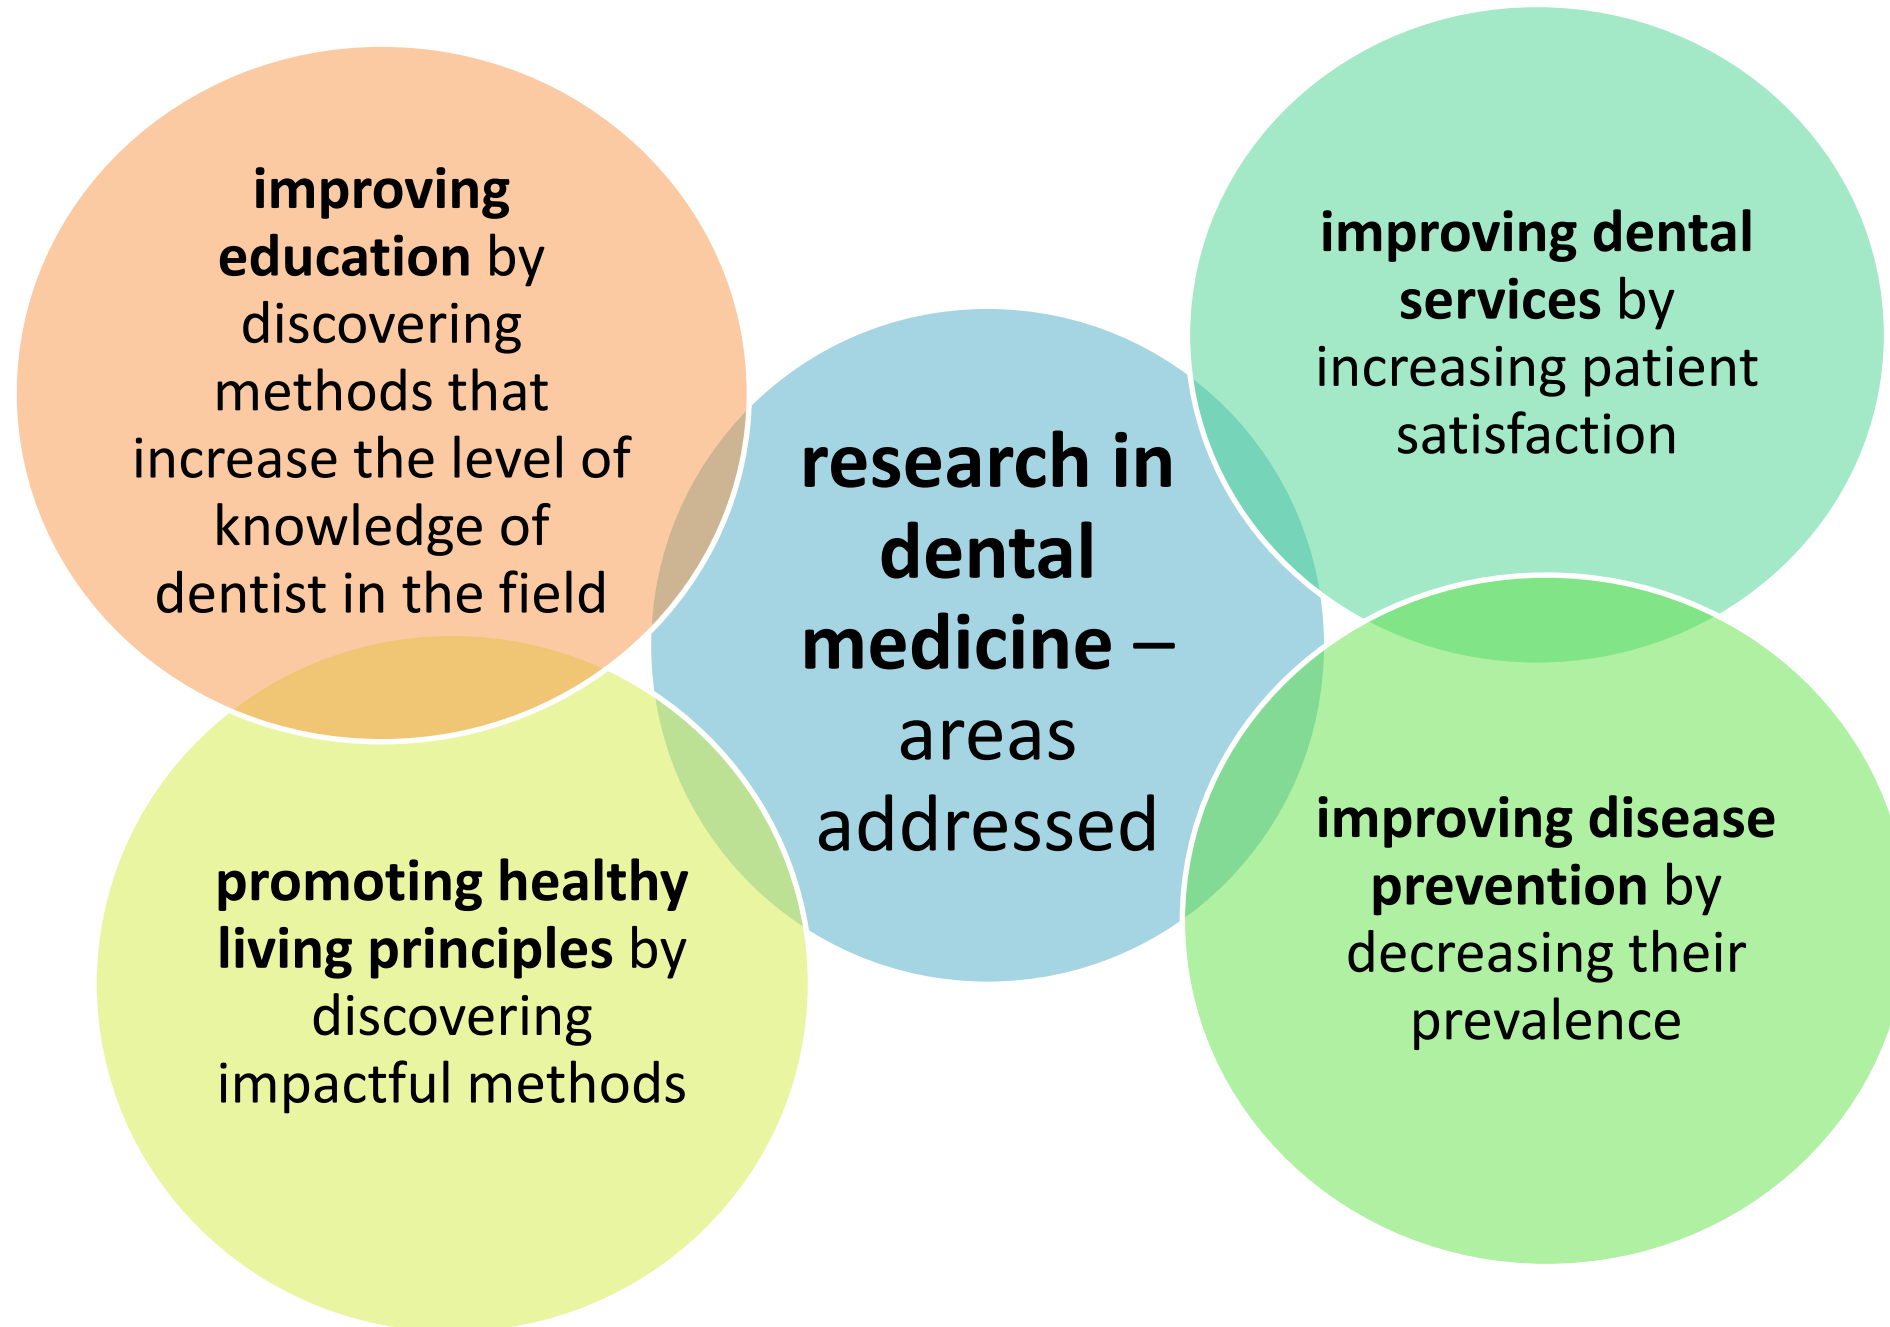 improving
education by
discovering
methods that
increase the level of
knowledge of
dentist in the field
promoting healthy
living principles by
discovering
impactful methods
research in
dental
medicine –
areas
addressed
improving dental
services by
increasing patient
satisfaction
improving disease
prevention by
decreasing their
prevalence